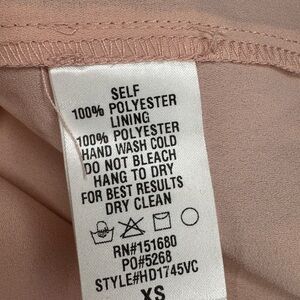 SELF
100% POLYESTER
LINING
100% POLYESTER
HAND WASH COLD
DO NOT BLEACH
HANG TO DRY
FOR BEST RESULTS
DRY CLEAN
RN#151680
PO#5268
STYLE#HD1745VC
XS